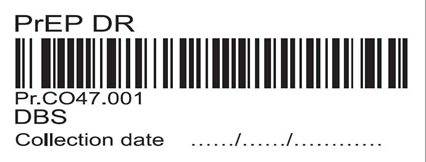 PrEP DR
Pr.CO47.001
DBS
Collection date ....../....../............